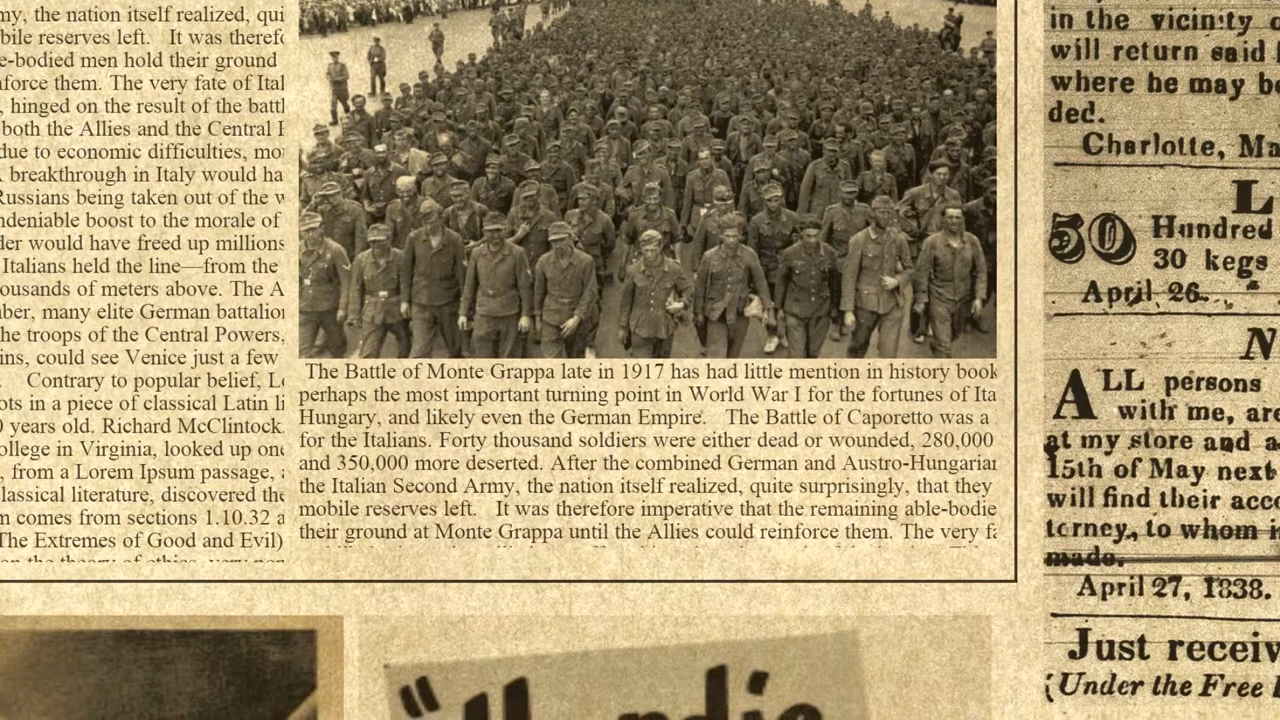 my, the nation itself realized, qui
bile reserves left. It was theref
e-bodied men hold their ground
nforce them. The very fate of Ital
, hinged on the result of the battl
both the Allies and the Central
due to economic difficulties, mo
breakthrough in Italy would ha
Russians being taken out of the w
ndeniable boost to the morale of
der would have freed up millions
Italians held the line—from the
ousands of meters above. The A
ber, many elite German battalio
he troops of the Central Powers,
ins, could see Venice just a few
. Contrary to popular belief, L
ots in a piece of classical Latin li
0 years old. Richard McClintock
ollege in Virginia, looked up one
, from a Lorem Ipsum passage,
lassical literature, discovered the
m comes from sections 1.10.32 a
The Extremes of Good and Evil)
on the theory of ethics, very
The Battle of Monte Grappa late in 1917 has had little mention in history book
perhaps the most important turning point in World War I for the fortunes of Ita
Hungary, and likely even the German Empire. The Battle of Caporetto was a
for the Italians. Forty thousand soldiers were either dead or wounded, 280,000
and 350,000 more deserted. After the combined German and Austro-Hungarian
the Italian Second Army, the nation itself realized, quite surprisingly, that they
mobile reserves left. It was therefore imperative that the remaining able-bodie
their ground at Monte Grappa until the Allies could reinforce them. The very fa
in the vicinity
will return said
where he may be
ded.
Charlotte, Ma
L
50 Hundred
30 kegs
April 26.
N
ALL persons
with me, are
at my store and a
15th of May next
will find their acco
torney, to whom
made.
April 27, 1838.
Just receiv
(Under the Free